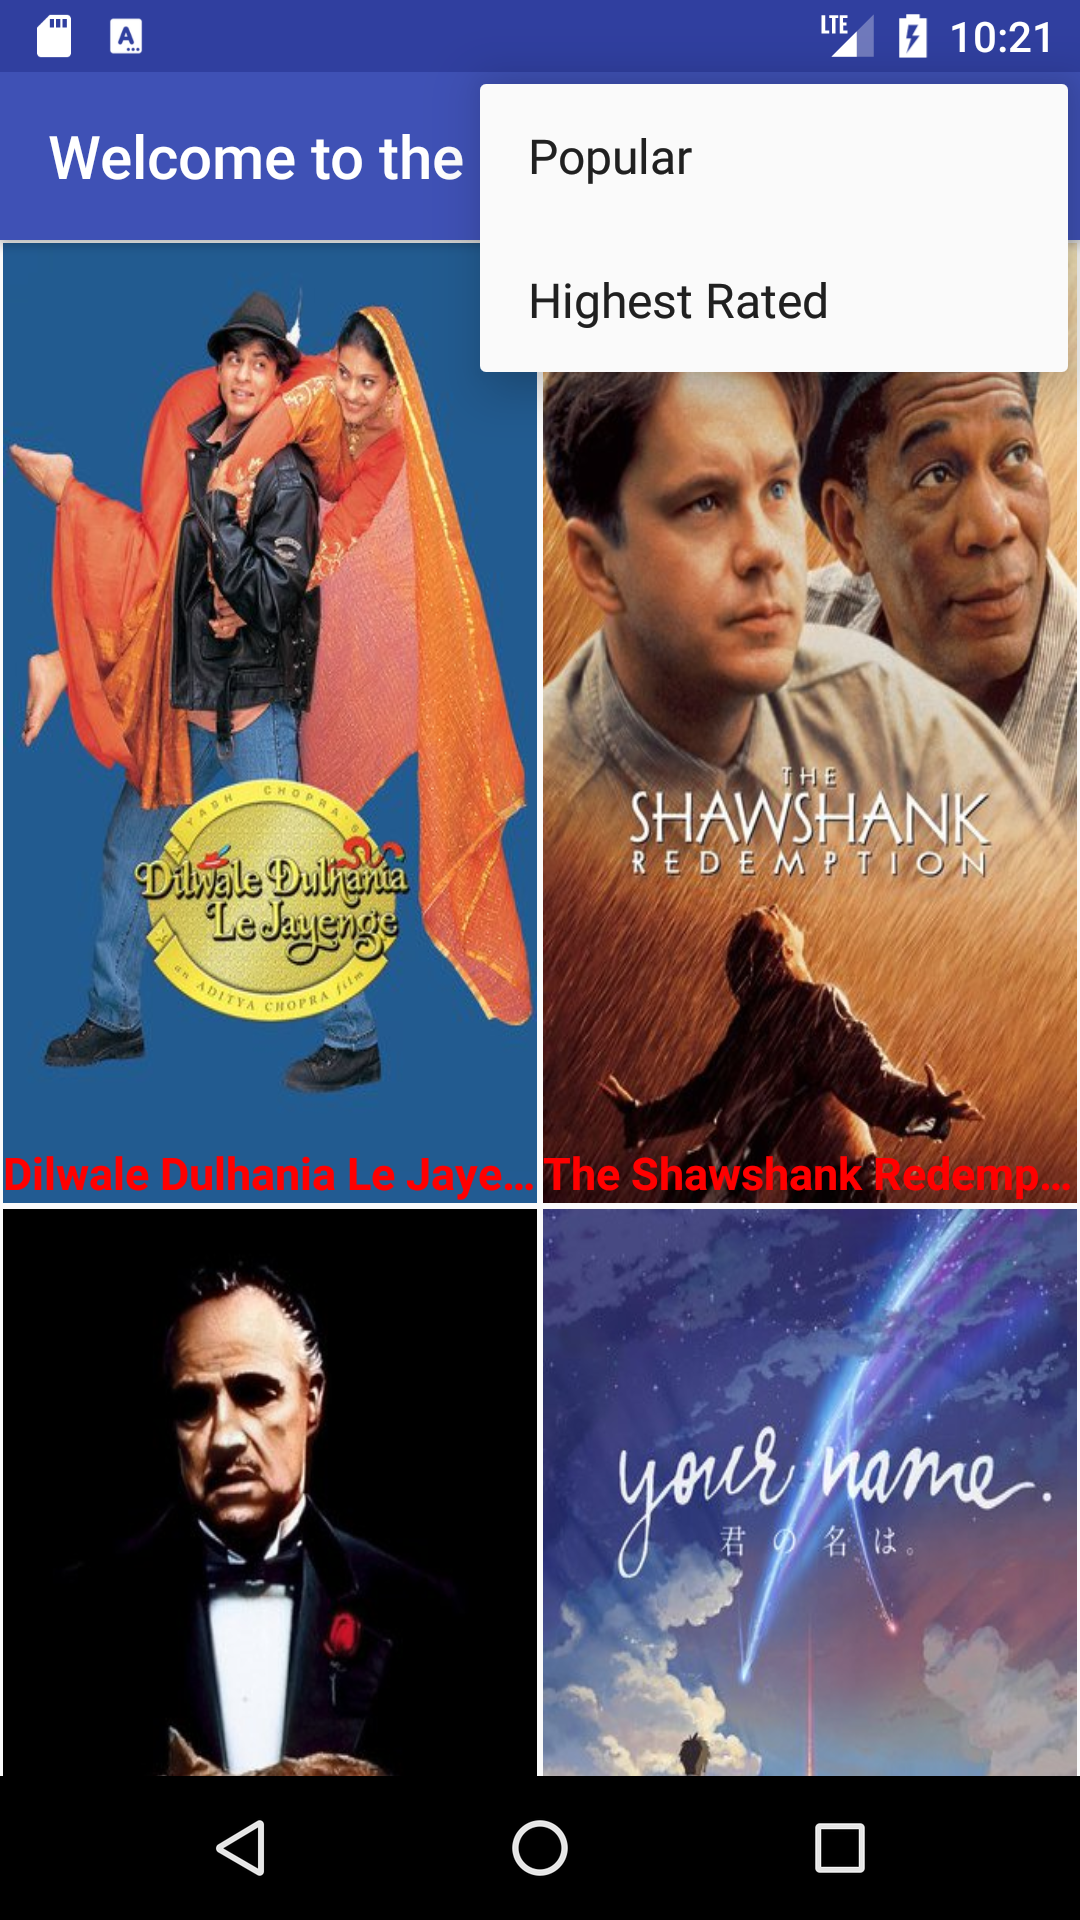 LTE 10:21
Welcome to the
Popular
Highest Rated
YASH CHOPRA'S
Dilwale Dulhania
Le Jayenge
an ADITYA CHOPRA film
Dilwale Dulhania Le Jaye...
THE
SHAWSHANK
REDEMPTION
The Shawshank Redemp...
your name.
君の名は。